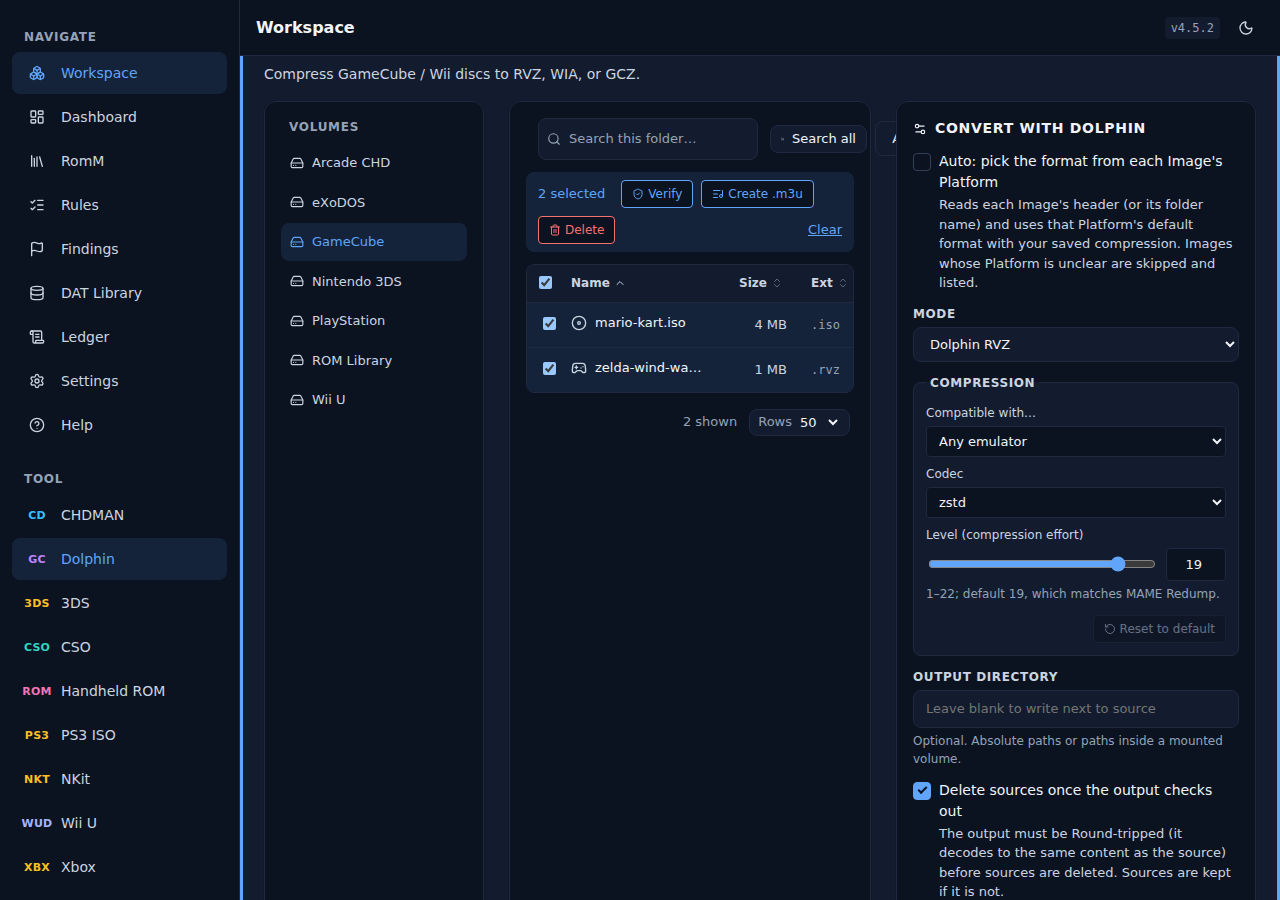 NAVIGATE
Workspace
Dashboard
RomM
Rules
Findings
DAT Library
Ledger
Settings
Help
TOOL
CD CHDMAN
GC Dolphin
3DS 3DS
CSO CSO
ROM Handheld ROM
PS3 PS3 ISO
NKT NKit
WUD Wii U
XBX Xbox
Workspace
v4.5.2
Compress GameCube / Wii discs to RVZ, WIA, or GCZ.
VOLUMES
Arcade CHD
eXoDOS
GameCube
Nintendo 3DS
PlayStation
ROM Library
Wii U
Search this folder…
Search all
2 selected
Verify
Create .m3u
Delete
Clear
Name Size Ext
mario-kart.iso 4 MB .iso
zelda-wind-wa… 1 MB .rvz
2 shown Rows 50
CONVERT WITH DOLPHIN
Auto: pick the format from each Image's
Platform
Reads each Image's header (or its folder
name) and uses that Platform's default
format with your saved compression. Images
whose Platform is unclear are skipped and
listed.
MODE
Dolphin RVZ
COMPRESSION
Compatible with…
Any emulator
Codec
zstd
Level (compression effort)
19
1–22; default 19, which matches MAME Redump.
Reset to default
OUTPUT DIRECTORY
Leave blank to write next to source
Optional. Absolute paths or paths inside a mounted
volume.
Delete sources once the output checks
out
The output must be Round-tripped (it
decodes to the same content as the source)
before sources are deleted. Sources are kept
if it is not.